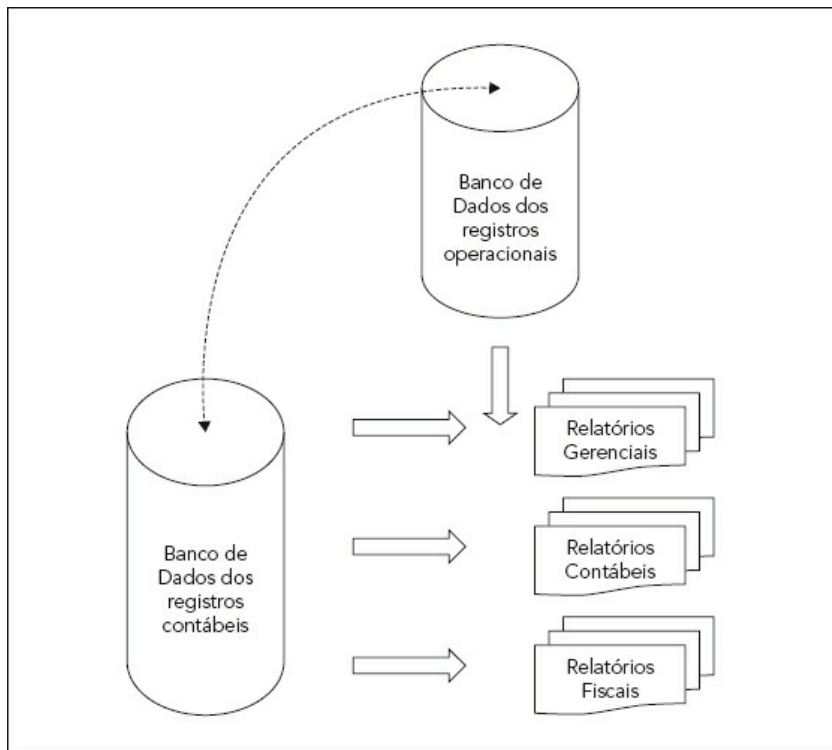 Banco de
Dados dos
registros
operacionais
Relatórios
Gerenciais
Banco de
Dados dos
registros
contábeis
Relatórios
Contábeis
Relatórios
Fiscais